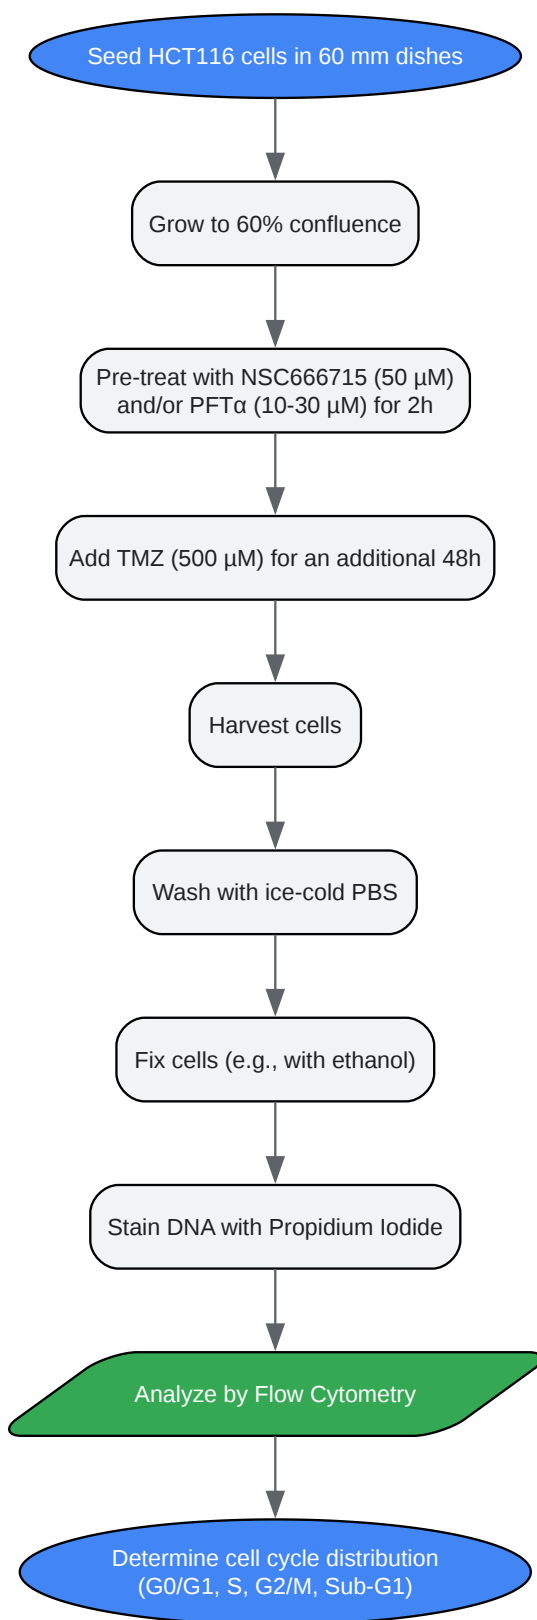 Seed HCT116 cells in 60 mm dishes
Grow to 60% confluence
Pre-treat with NSC666715 (50 µM)
and/or PFTα (10-30 µM) for 2h
Add TMZ (500 µM) for an additional 48h
Harvest cells
Wash with ice-cold PBS
Fix cells (e.g., with ethanol)
Stain DNA with Propidium Iodide
Analyze by Flow Cytometry
Determine cell cycle distribution
(G0/G1, S, G2/M, Sub-G1)